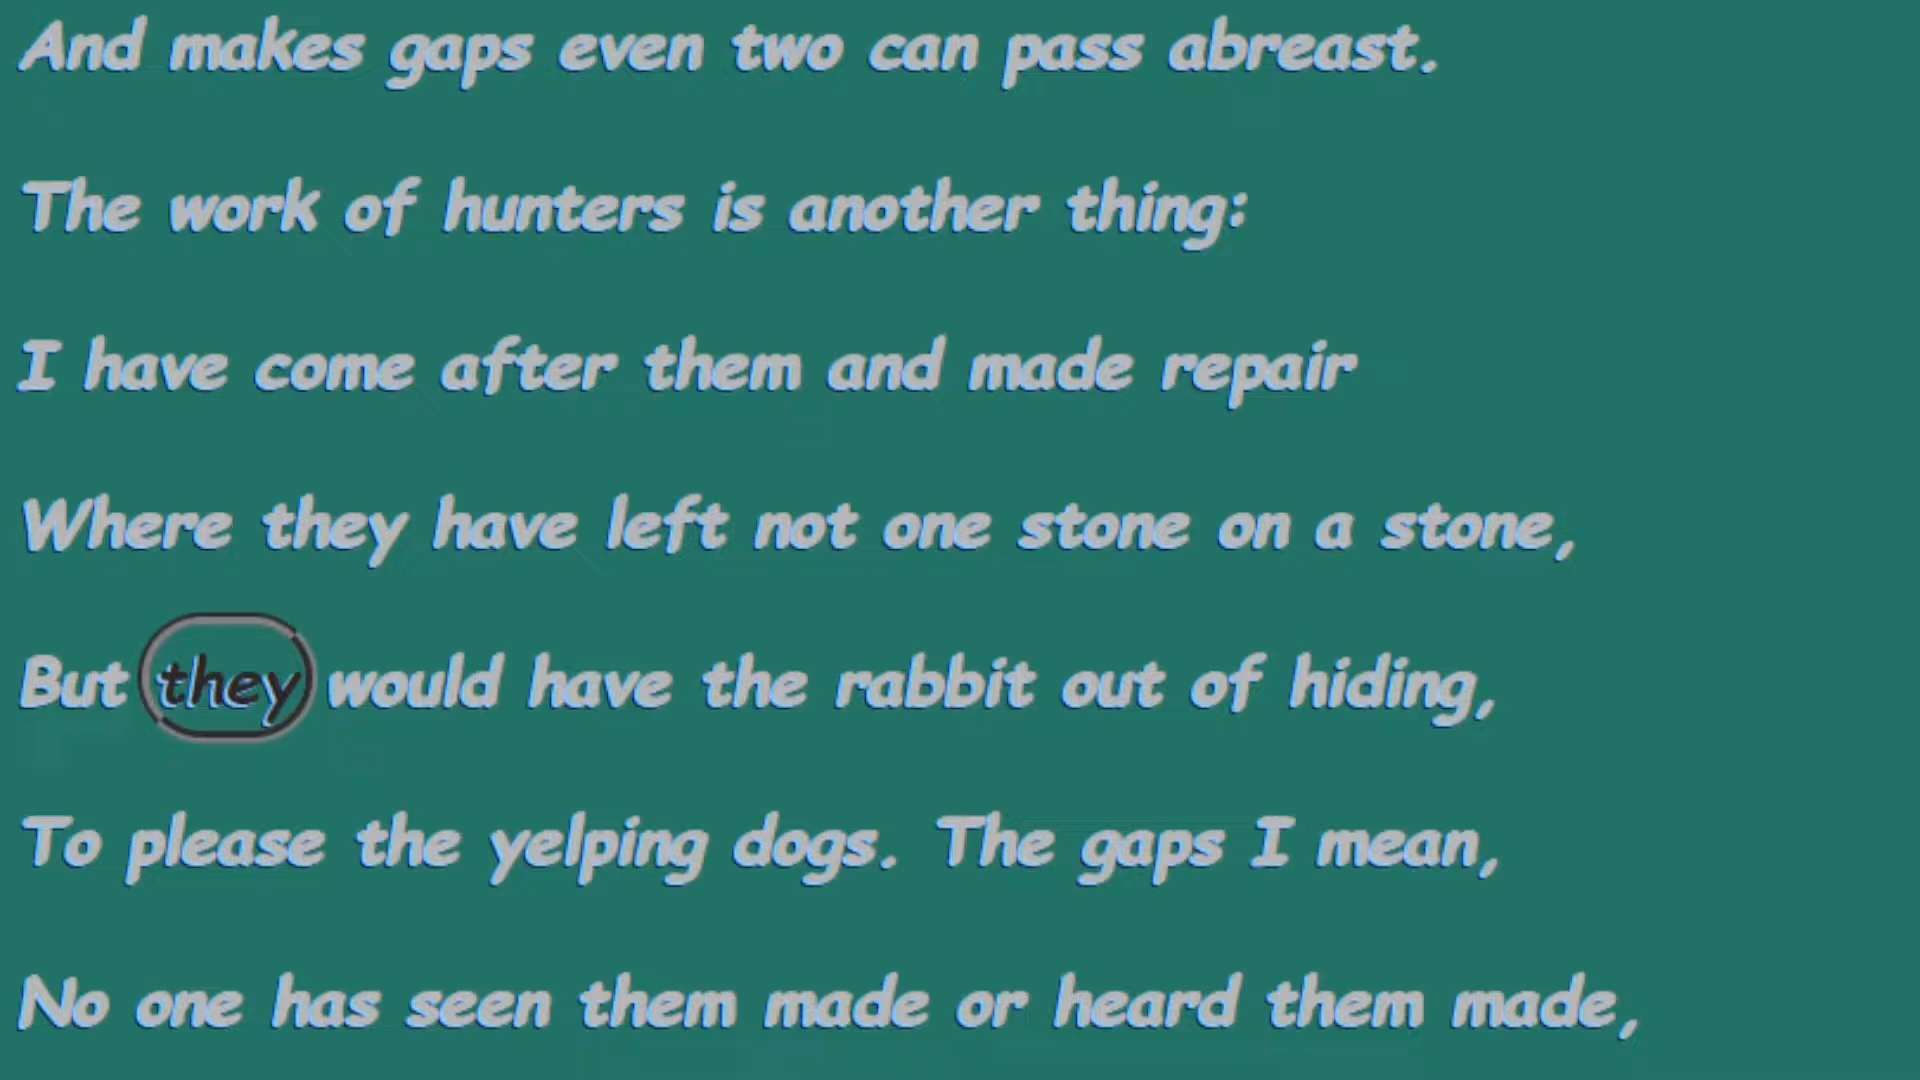 And makes gaps even two can pass abreast.
The work of hunters is another thing:
I have come after them and made repair
Where they have left not one stone on a stone,
But they would have the rabbit out of hiding,
To please the yelping dogs. The gaps I mean,
No one has seen them made or heard them made,